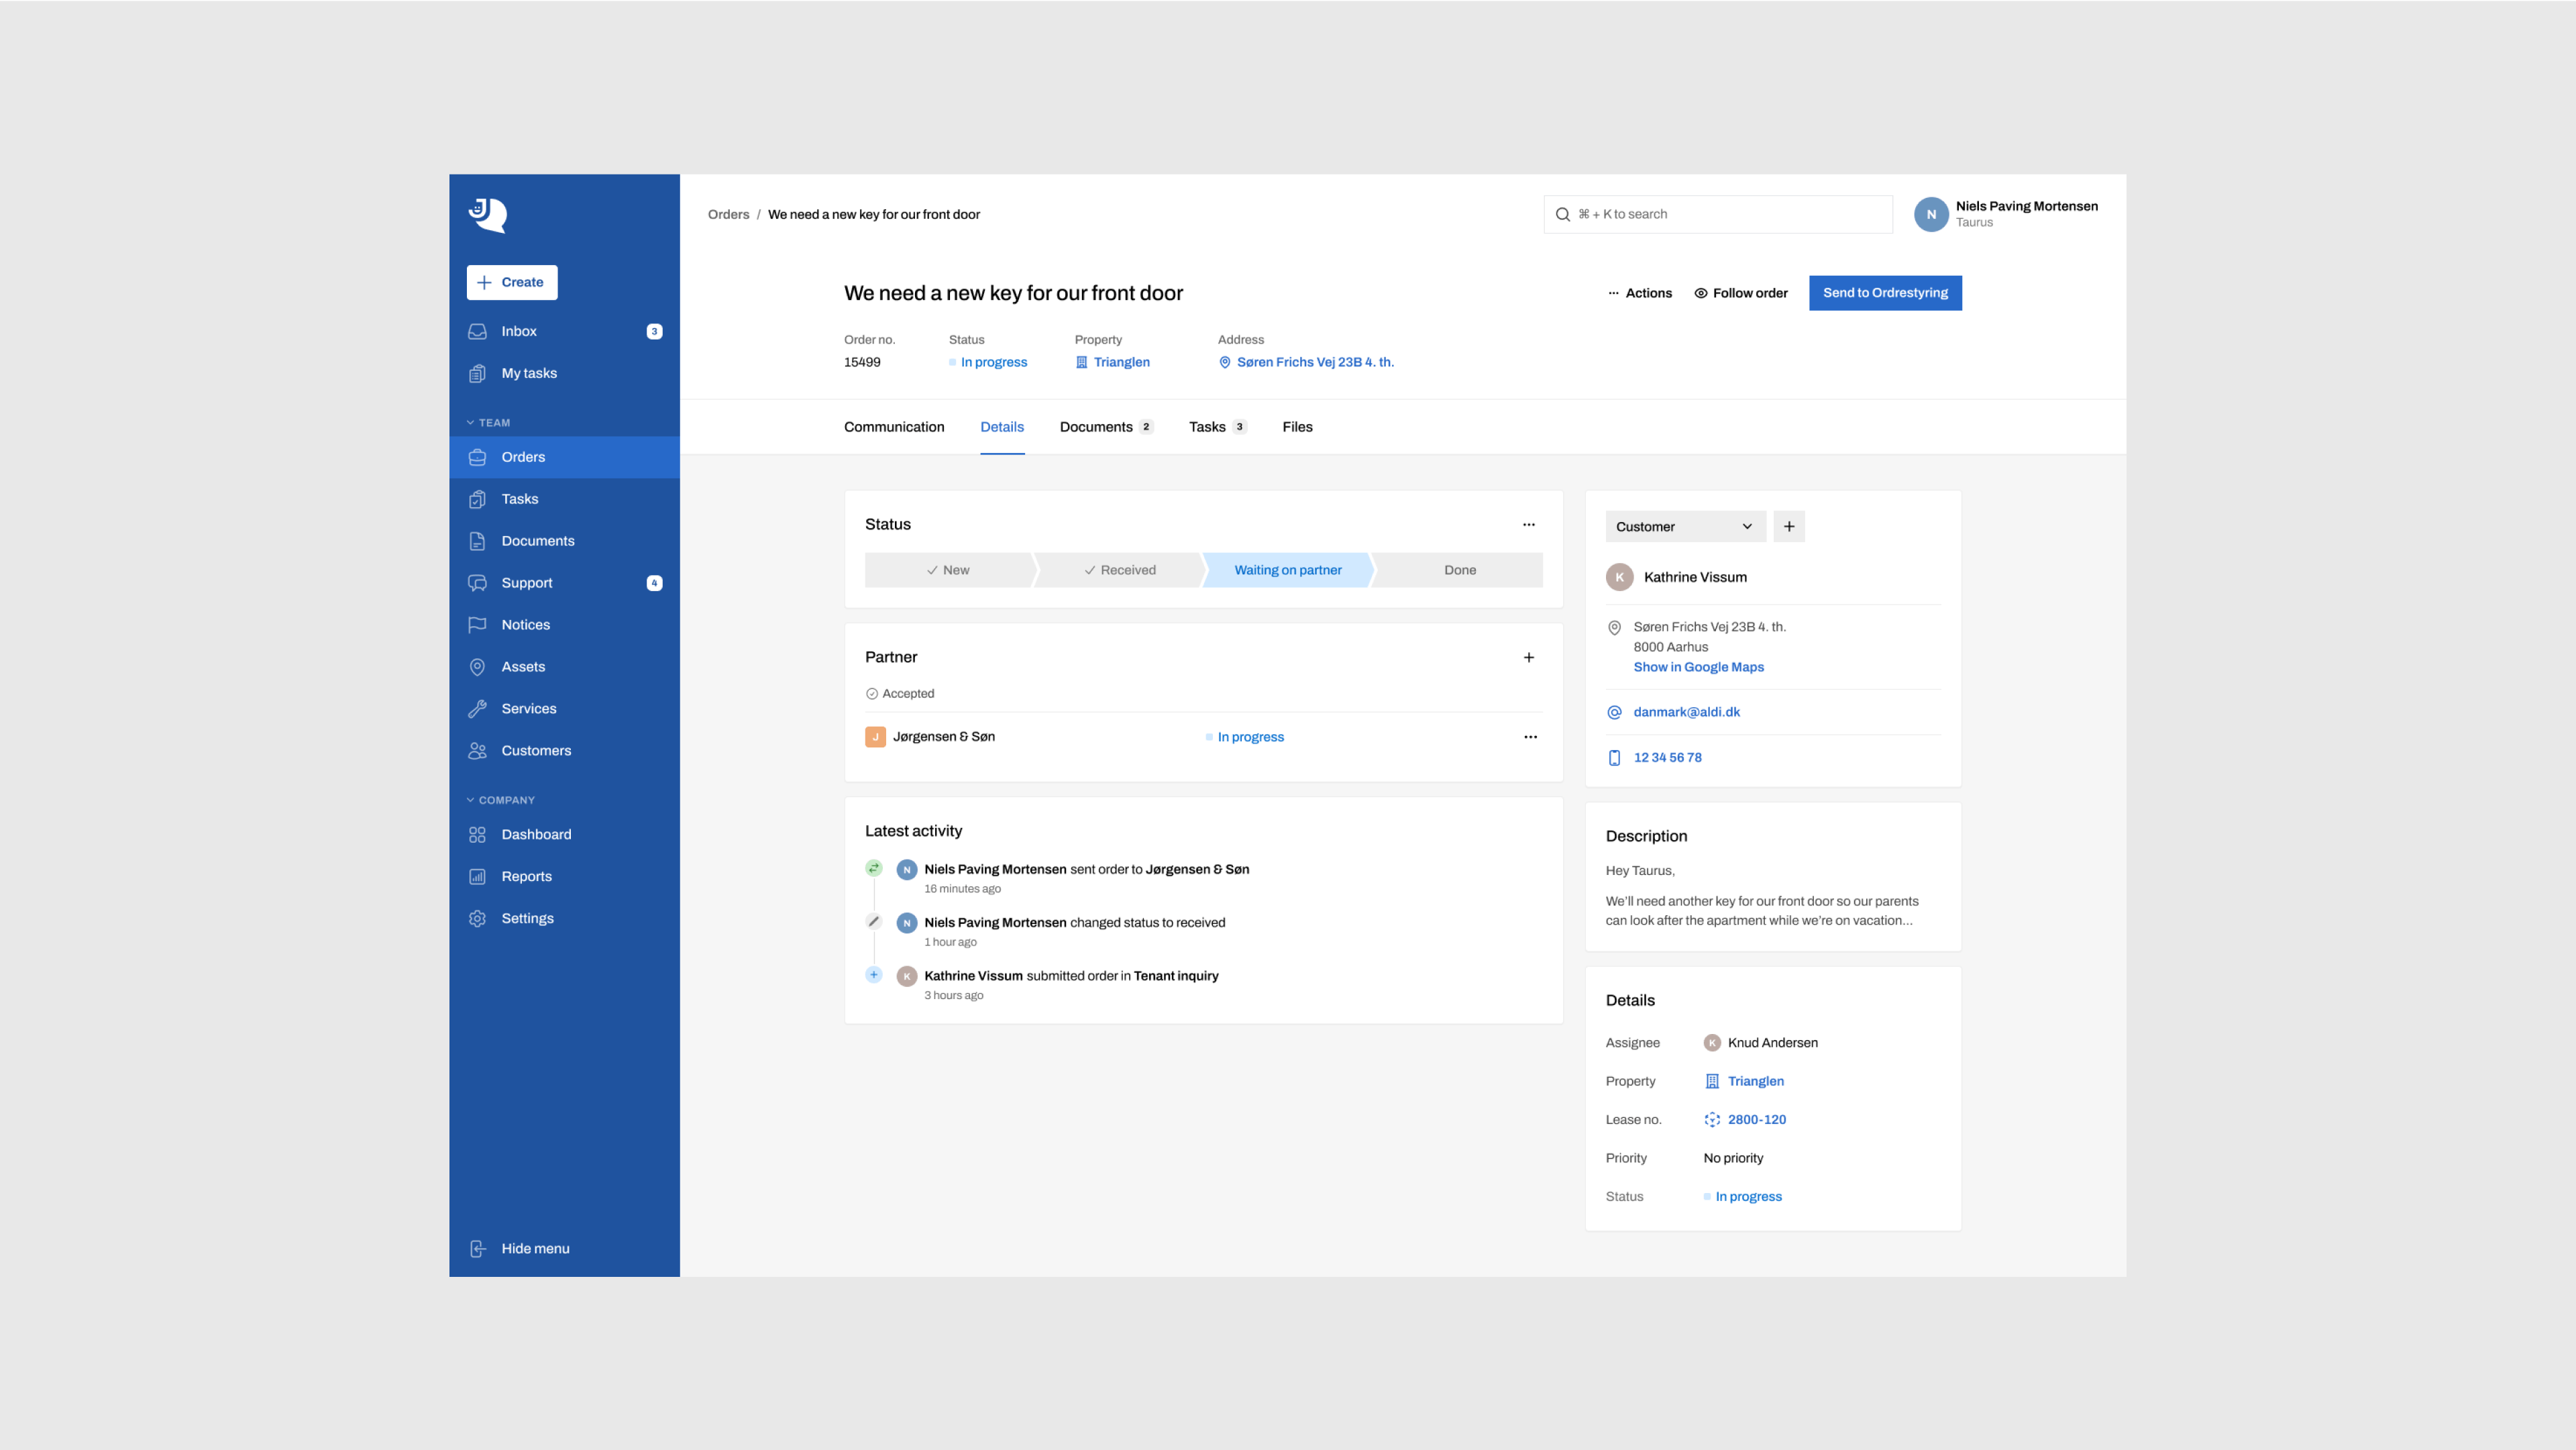 Create
Inbox 3
My tasks
TEAM
Orders
Tasks
Documents
Support 4
Notices
Assets
Services
Customers
COMPANY
Dashboard
Reports
Settings
Hide menu
Orders / We need a new key for our front door
⌘ + K to search
N
Niels Paving Mortensen
Taurus
We need a new key for our front door
Actions
Follow order
Send to Ordrestyring
Order no.
15499
Status
In progress
Property
Trianglen
Address
Søren Frichs Vej 23B 4. th.
Communication
Details
Documents 2
Tasks 3
Files
Status
New
Received
Waiting on partner
Done
Partner
Accepted
J Jørgensen & Søn
In progress
Latest activity
N Niels Paving Mortensen sent order to Jørgensen & Søn
16 minutes ago
N Niels Paving Mortensen changed status to received
1 hour ago
K Kathrine Vissum submitted order in Tenant inquiry
3 hours ago
Customer
K Kathrine Vissum
Søren Frichs Vej 23B 4. th.
8000 Aarhus
Show in Google Maps
danmark@aldi.dk
12 34 56 78
Description
Hey Taurus,
We'll need another key for our front door so our parents
can look after the apartment while we're on vacation...
Details
Assignee K Knud Andersen
Property Trianglen
Lease no. 2800-120
Priority No priority
Status In progress